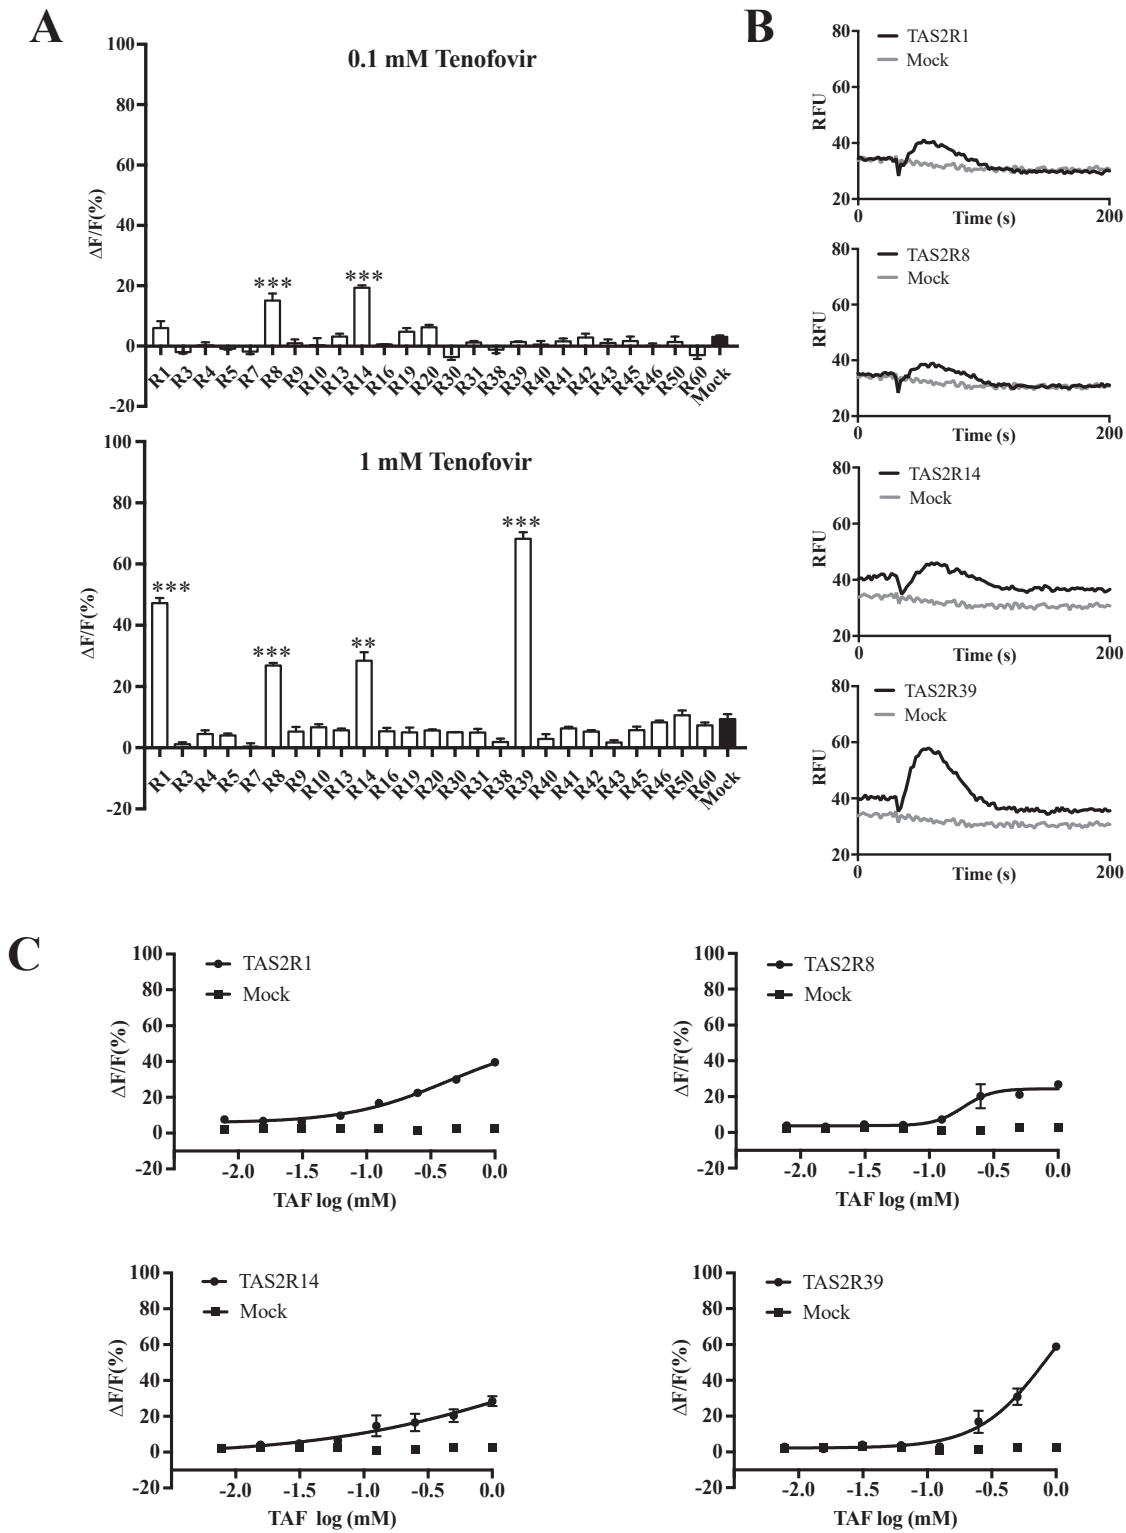 A
100
80
60
40
20
0
-20
ΔF/F(%)
0.1 mM Tenofovir
***
***
R1 R3 R4 R5 R7 R8 R9 R10 R13 R14 R16 R19 R20 R30 R31 R38 R39 R40 R41 R42 R43 R45 R46 R50 R60 Mock
100
80
60
40
20
0
-20
ΔF/F(%)
1 mM Tenofovir
***
***
**
***
R1 R3 R4 R5 R7 R8 R9 R10 R13 R14 R16 R19 R20 R30 R31 R38 R39 R40 R41 R42 R43 R45 R46 R50 R60 Mock
B
80
60
40
20
RFU
TAS2R1
Mock
0 200
Time (s)
80
60
40
20
RFU
TAS2R8
Mock
0 200
Time (s)
80
60
40
20
RFU
TAS2R14
Mock
0 200
Time (s)
80
60
40
20
RFU
TAS2R39
Mock
0 200
Time (s)
C
100
80
60
40
20
0
-20
ΔF/F(%)
TAS2R1
Mock
-2.0 -1.5 -1.0 -0.5 0.0
TAF log (mM)
100
80
60
40
20
0
-20
ΔF/F(%)
TAS2R8
Mock
-2.0 -1.5 -1.0 -0.5 0.0
TAF log (mM)
100
80
60
40
20
0
-20
ΔF/F(%)
TAS2R14
Mock
-2.0 -1.5 -1.0 -0.5 0.0
TAF log (mM)
100
80
60
40
20
0
-20
ΔF/F(%)
TAS2R39
Mock
-2.0 -1.5 -1.0 -0.5 0.0
TAF log (mM)